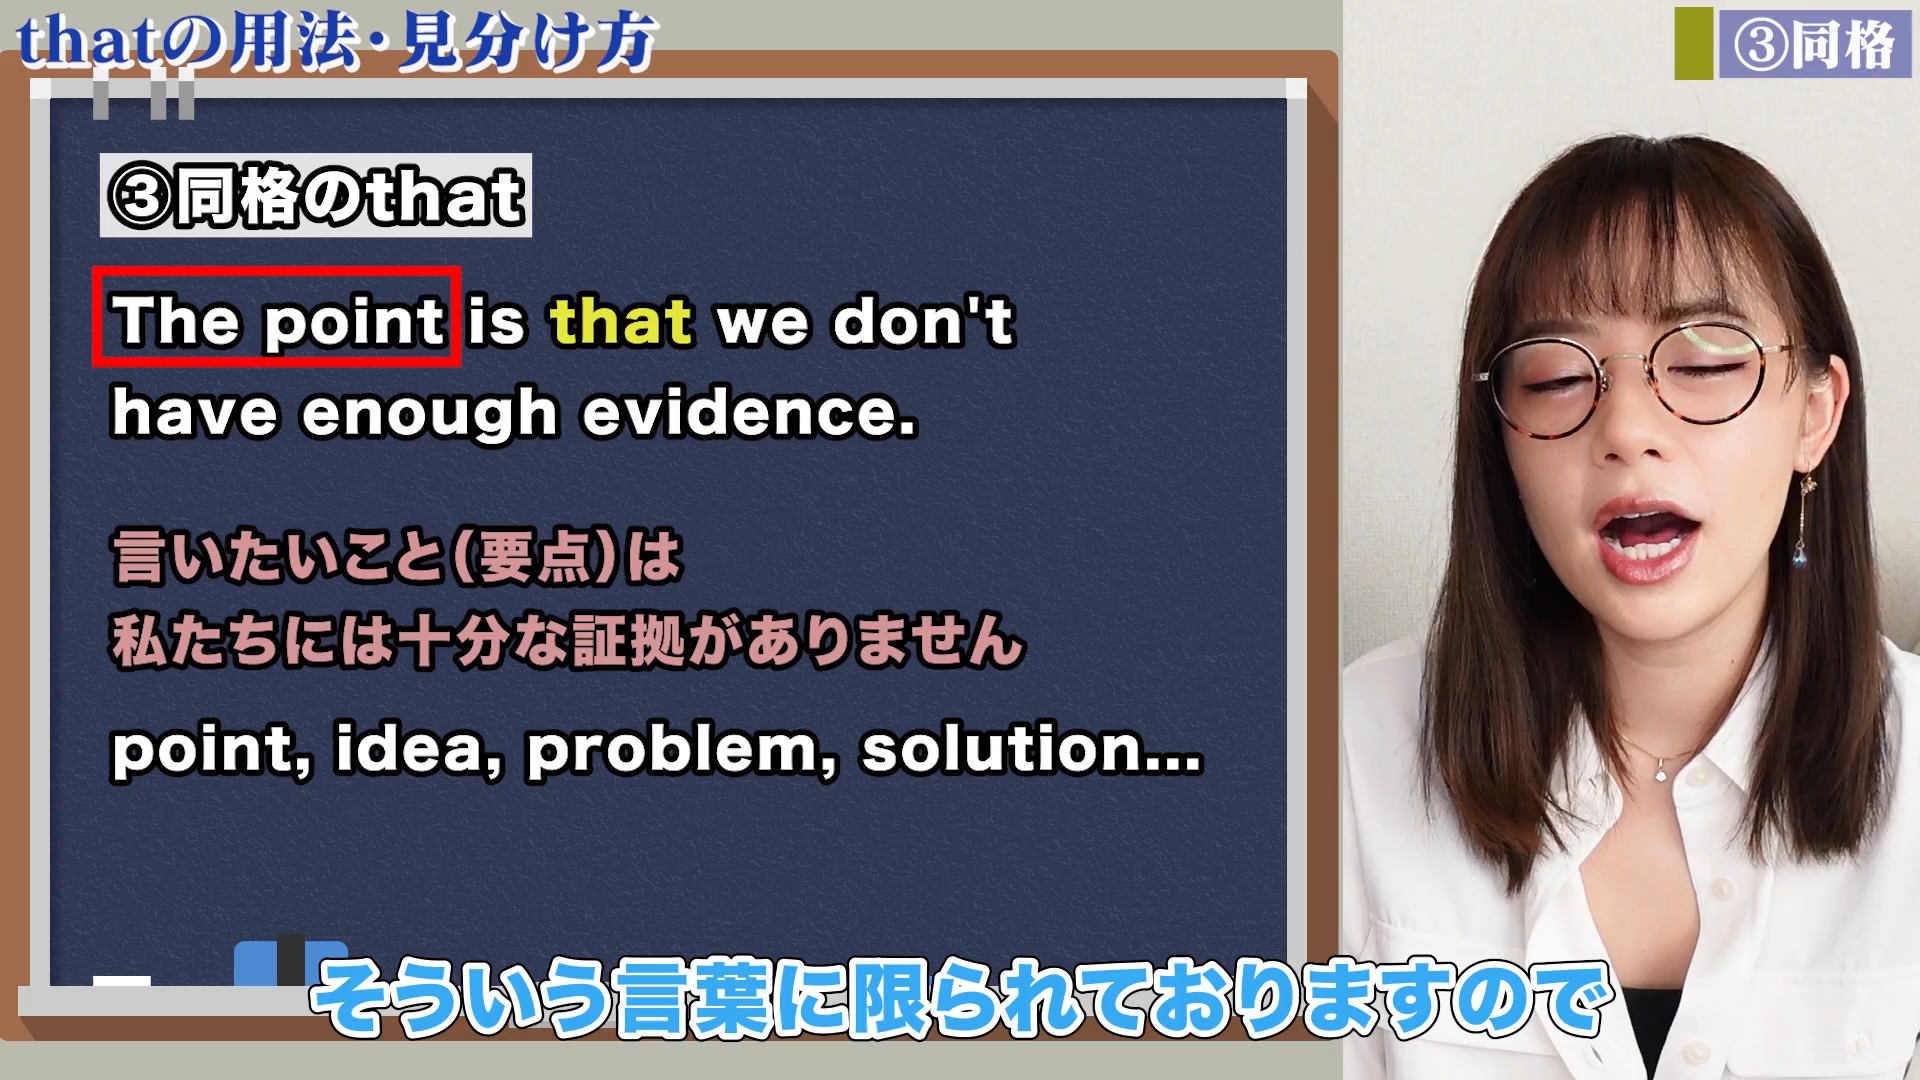 thatの用法・見分け方
③同格
③同格のthat
The point is that we don't
have enough evidence.
言いたいこと(要点)は
私たちには十分な証拠がありません
point, idea, problem, solution...
そういう言葉に限られておりますので